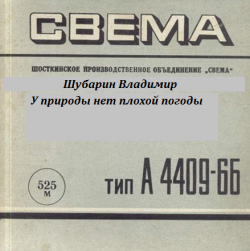 СВЕМА
ШОСТКИНСКОЕ ПРОИЗВОДСТВЕННОЕ ОБЪЕДИНЕНИЕ „СВЕМА"
Шубарин Владимир
У природы нет плохой погоды
525 М
тип А 4409-6Б